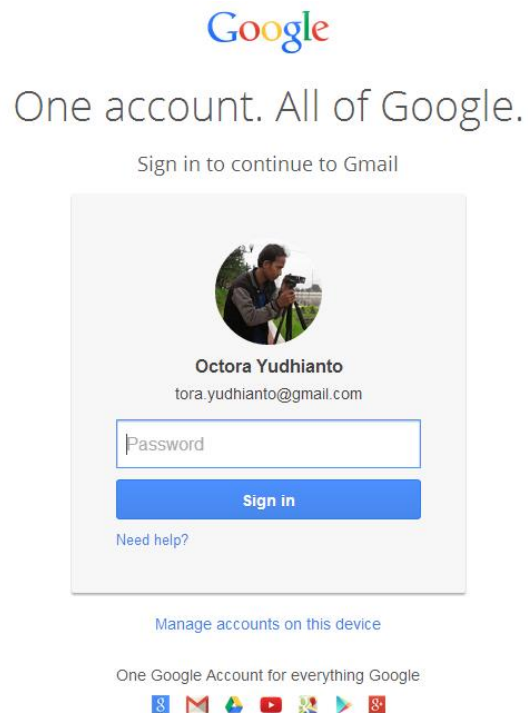 Google
One account. All of Google.
Sign in to continue to Gmail
Octora Yudhianto
tora.yudhianto@gmail.com
Password
Sign in
Need help?
Manage accounts on this device
One Google Account for everything Google